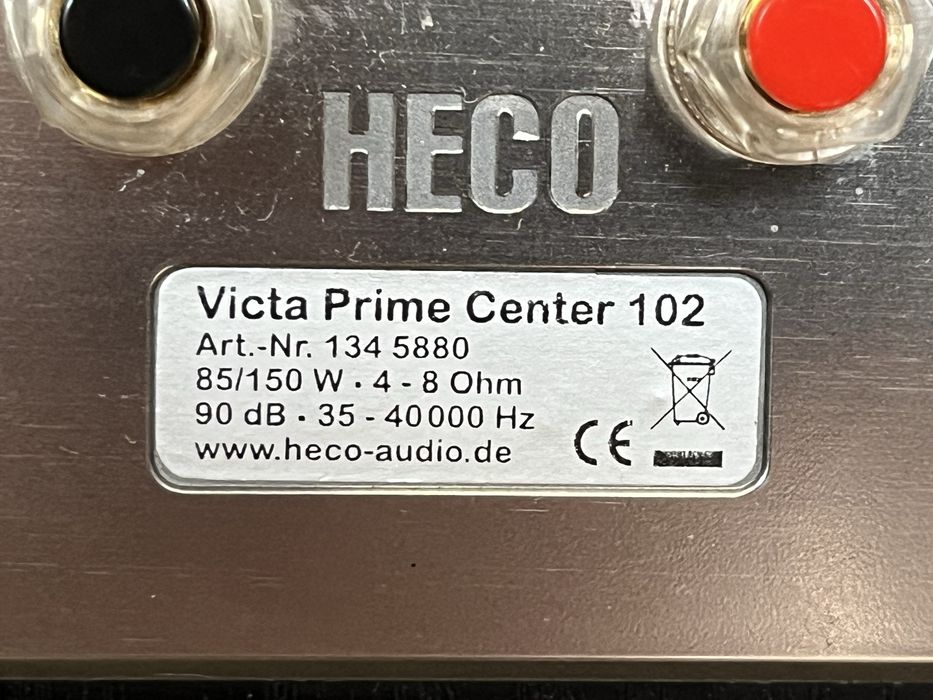 HECO
Victa Prime Center 102
Art.-Nr. 134 5880
85/150 W · 4 - 8 Ohm
90 dB · 35 - 40000 Hz
www.heco-audio.de
CE